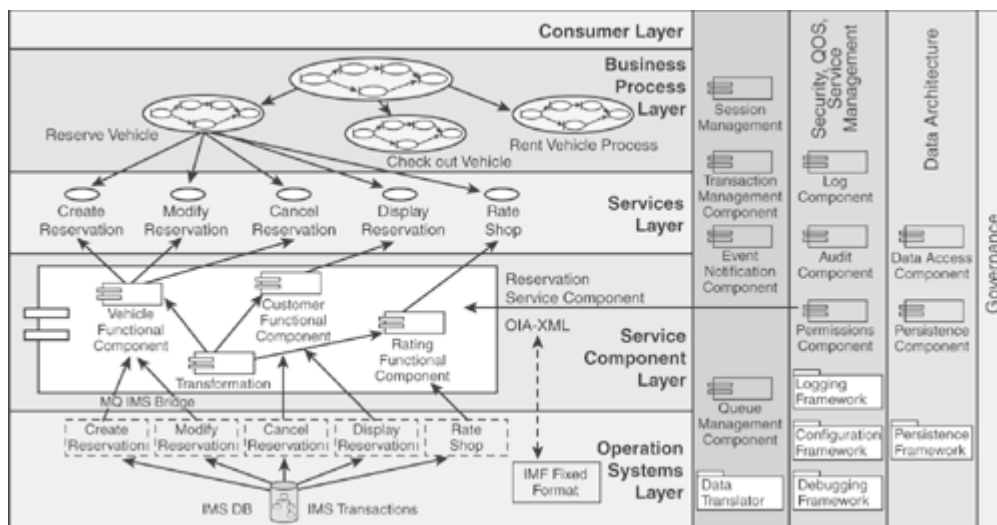 Consumer Layer
Business
Process
Layer
Reserve Vehicle
Check out Vehicle
Rent Vehicle Process
Create
Reservation
Modify
Reservation
Cancel
Reservation
Display
Reservation
Rate
Shop
Services
Layer
Vehicle
Functional
Component
Customer
Functional
Component
Rating
Functional
Component
Transformation
Reservation
Service Component
OIA-XML
Service
Component
Layer
MQ IMS Bridge
Create
Reservation
Modify
Reservation
Cancel
Reservation
Display
Reservation
Rate
Shop
IMS DB
IMS Transactions
IMF Fixed
Format
Operation
Systems
Layer
Session
Management
Transaction
Management
Component
Event
Notification
Component
Queue
Management
Component
Data
Translator
Security, QOS,
Service
Management
Log
Component
Audit
Component
Permissions
Component
Logging
Framework
Configuration
Framework
Debugging
Framework
Data Architecture
Data Access
Component
Persistence
Component
Persistence
Framework
Governance